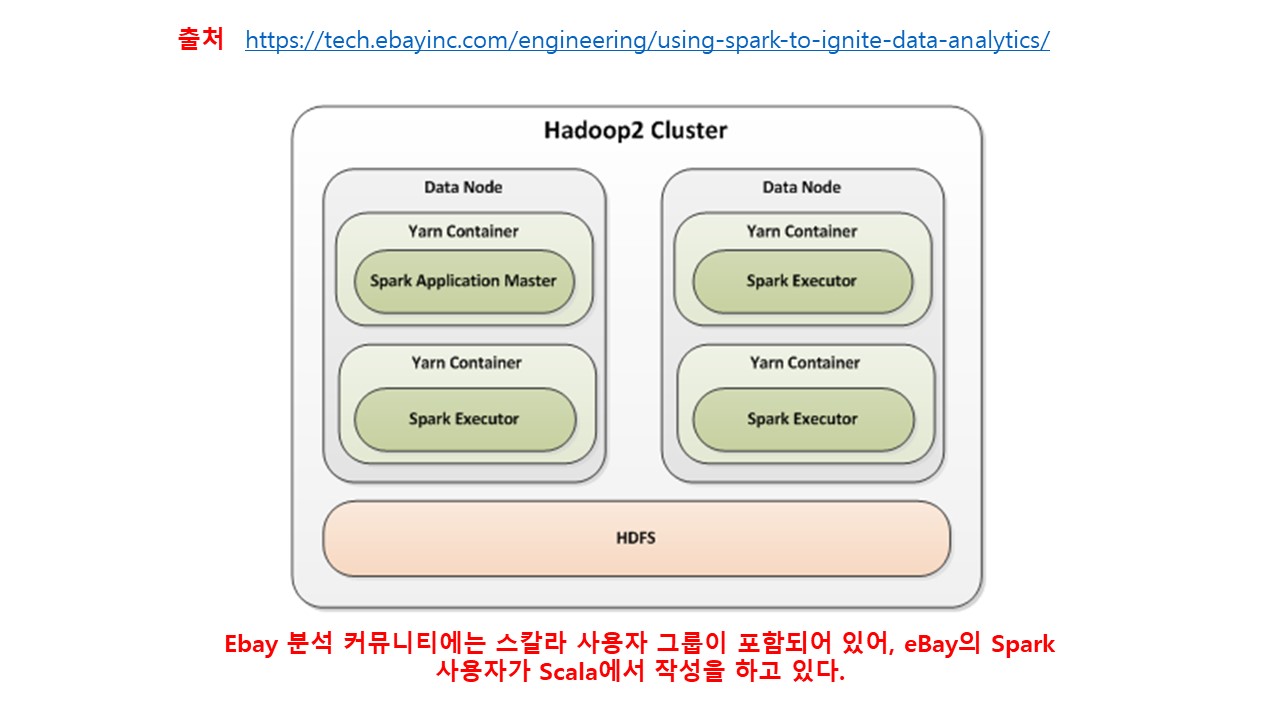 출처 https://tech.ebayinc.com/engineering/using-spark-to-ignite-data-analytics/
Hadoop2 Cluster
Data Node
Yarn Container
Spark Application Master
Yarn Container
Spark Executor
Data Node
Yarn Container
Spark Executor
Yarn Container
Spark Executor
HDFS
Ebay 분석 커뮤니티에는 스칼라 사용자 그룹이 포함되어 있어, eBay의 Spark
사용자가 Scala에서 작성을 하고 있다.